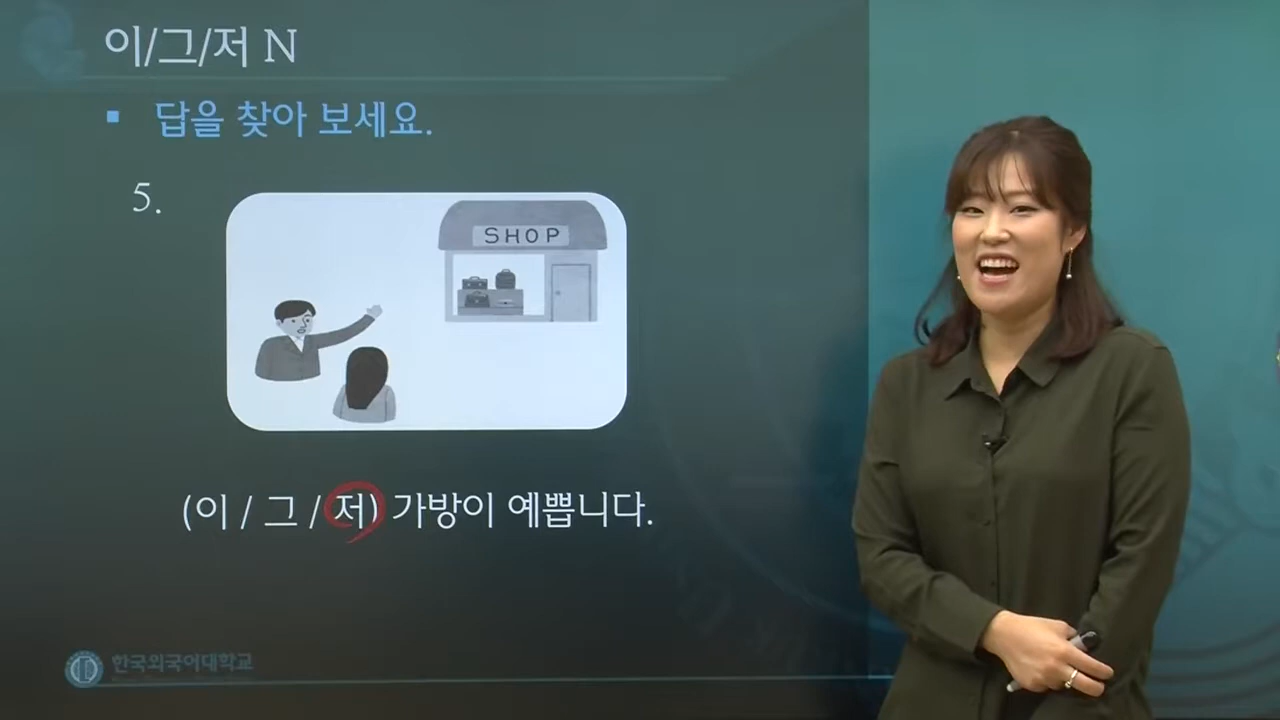 이/그/저 N
▪ 답을 찾아 보세요.
5.
SHOP
(이 / 그 / 저) 가방이 예쁩니다.
한국외국어대학교